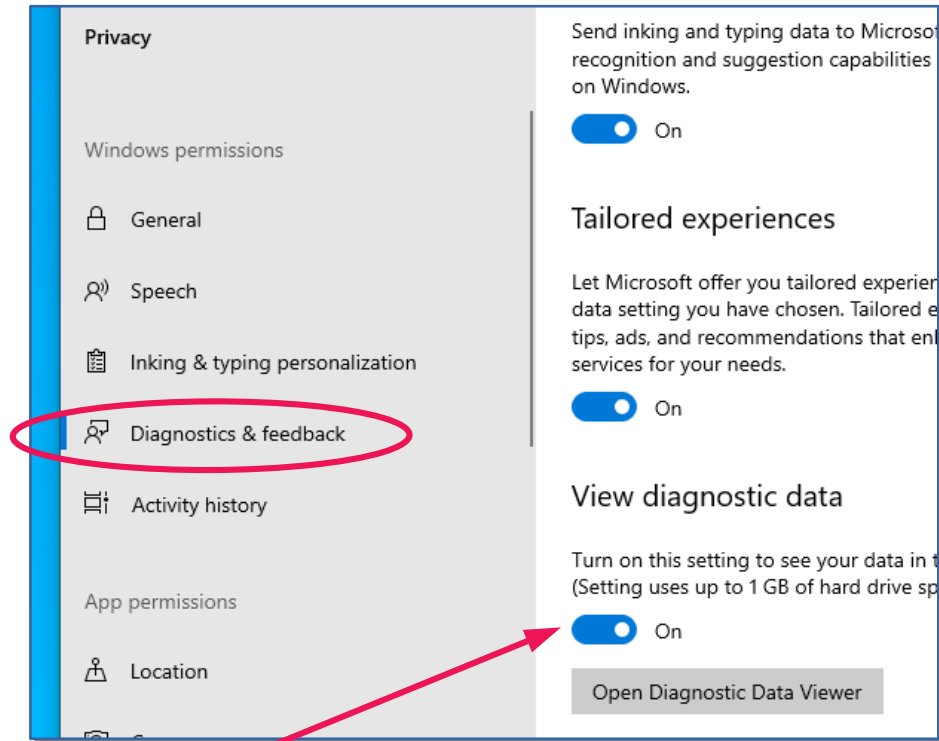 Privacy
Windows permissions
General
Speech
Inking & typing personalization
Diagnostics & feedback
Activity history
App permissions
Location
Send inking and typing data to
recognition and suggestion capabilities
on Windows.
On
Tailored experiences
Let Microsoft offer you tailored
data setting you have chosen. Tailored
tips, ads, and recommendations that
services for your needs.
On
View diagnostic data
Turn on this setting to see your data in
(Setting uses up to 1 GB of hard drive
On
Open Diagnostic Data Viewer